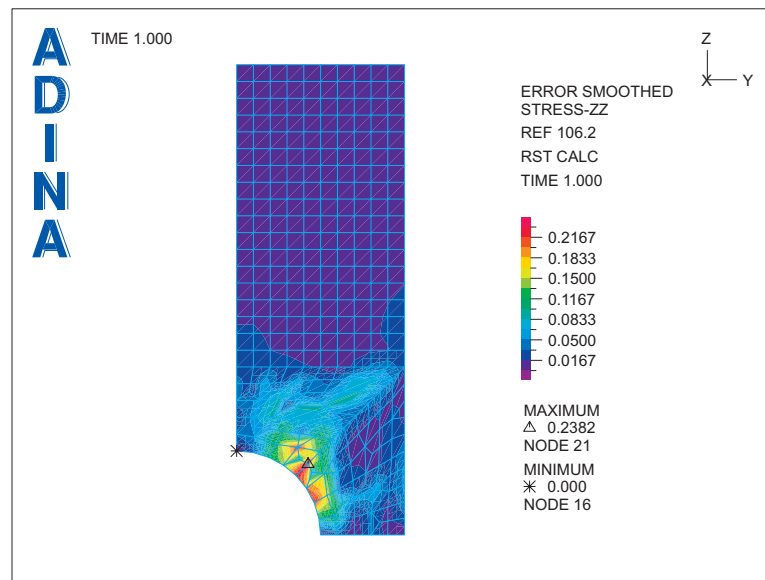 ADINA
TIME 1.000
Z
X Y
ERROR SMOOTHED
STRESS-ZZ
REF 106.2
RST CALC
TIME 1.000
0.2167
0.1833
0.1500
0.1167
0.0833
0.0500
0.0167
MAXIMUM
0.2382
NODE 21
MINIMUM
0.000
NODE 16